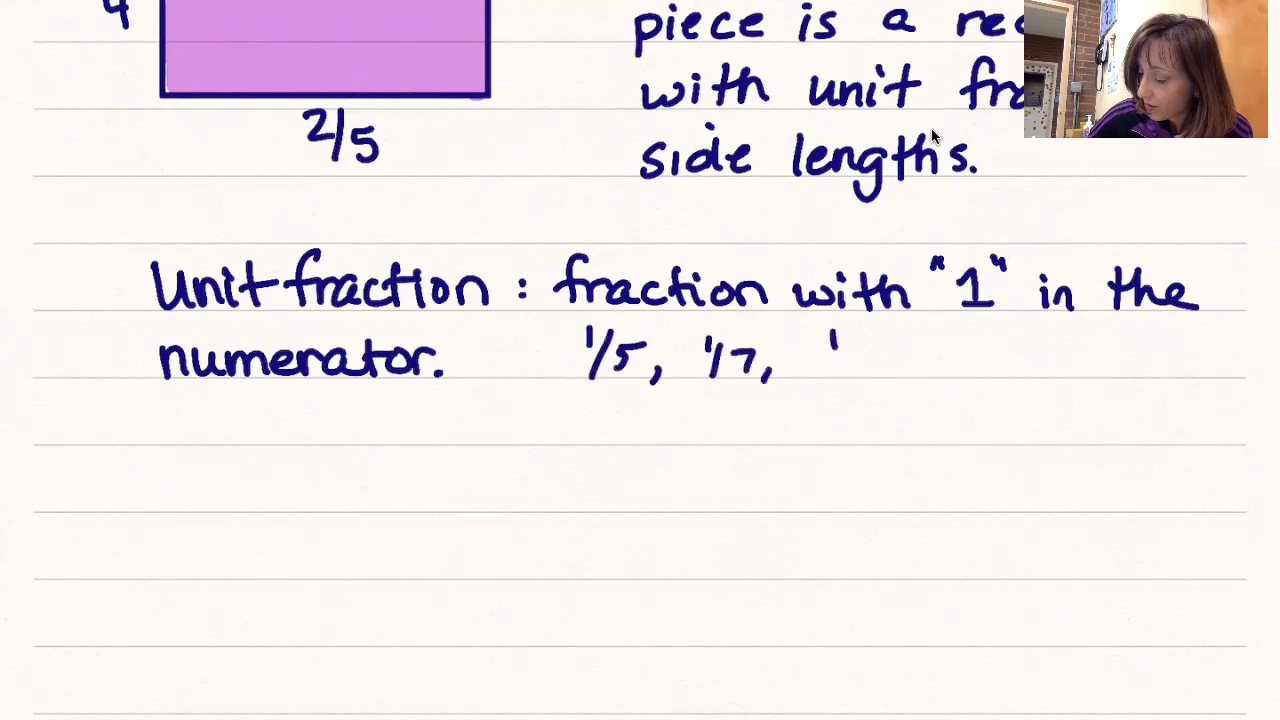 4
piece is a rec
with unit fra
2/5
side lengths.
Unit fraction : fraction with "1" in the
numerator. 1/5, 1/7, 1